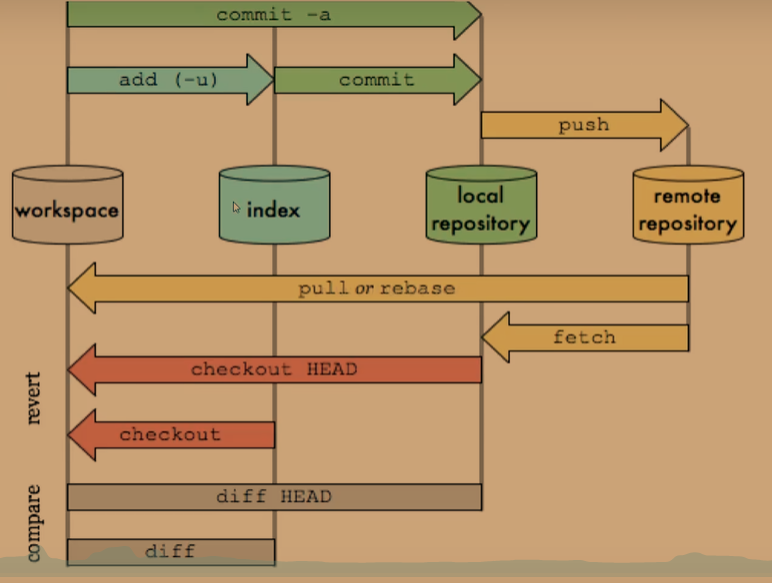 commit -a
add (-u)
commit
push
workspace
index
local
repository
remote
repository
pull or rebase
fetch
revert
checkout HEAD
checkout
compare
diff HEAD
diff